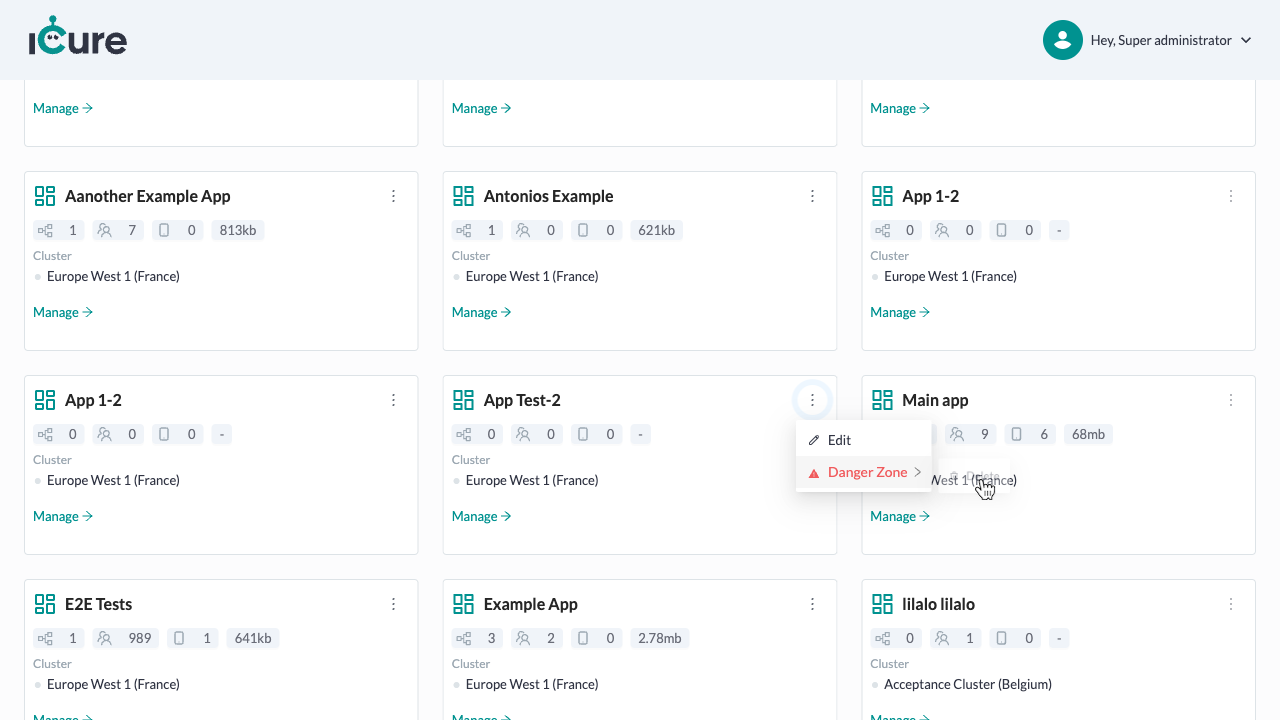 iCure
Hey, Super administrator
Manage
Manage
Manage
Aanother Example App
1 7 0 813kb
Cluster
Europe West 1 (France)
Manage
Antonios Example
1 0 0 621kb
Cluster
Europe West 1 (France)
Manage
App 1-2
0 0 0 -
Cluster
Europe West 1 (France)
Manage
App 1-2
0 0 0 -
Cluster
Europe West 1 (France)
Manage
App Test-2
0 0 0 -
Cluster
Europe West 1 (France)
Manage
Edit
Danger Zone
Delete
Main app
9 6 68mb
West 1 (France)
Manage
E2E Tests
1 989 1 641kb
Cluster
Europe West 1 (France)
Manage
Example App
3 2 0 2.78mb
Cluster
Europe West 1 (France)
Manage
lilalo lilalo
0 1 0 -
Cluster
Acceptance Cluster (Belgium)
Manage